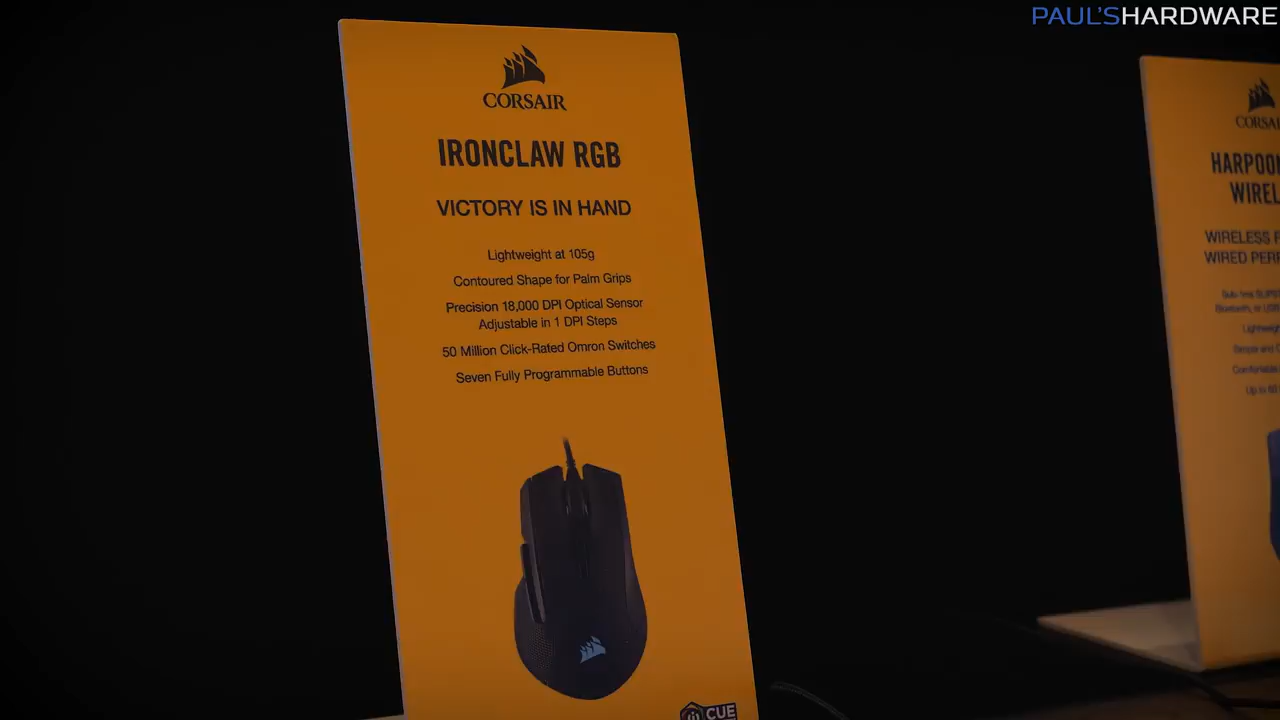 PAUL'SHARDWARE
CORSAIR
IRONCLAW RGB
VICTORY IS IN HAND
Lightweight at 105g
Contoured Shape for Palm Grips
Precision 18,000 DPI Optical Sensor
Adjustable in 1 DPI Steps
50 Million Click-Rated Omron Switches
Seven Fully Programmable Buttons
CUE
CORSAI
HARPOON
WIREL
WIRELESS
WIRED PERF